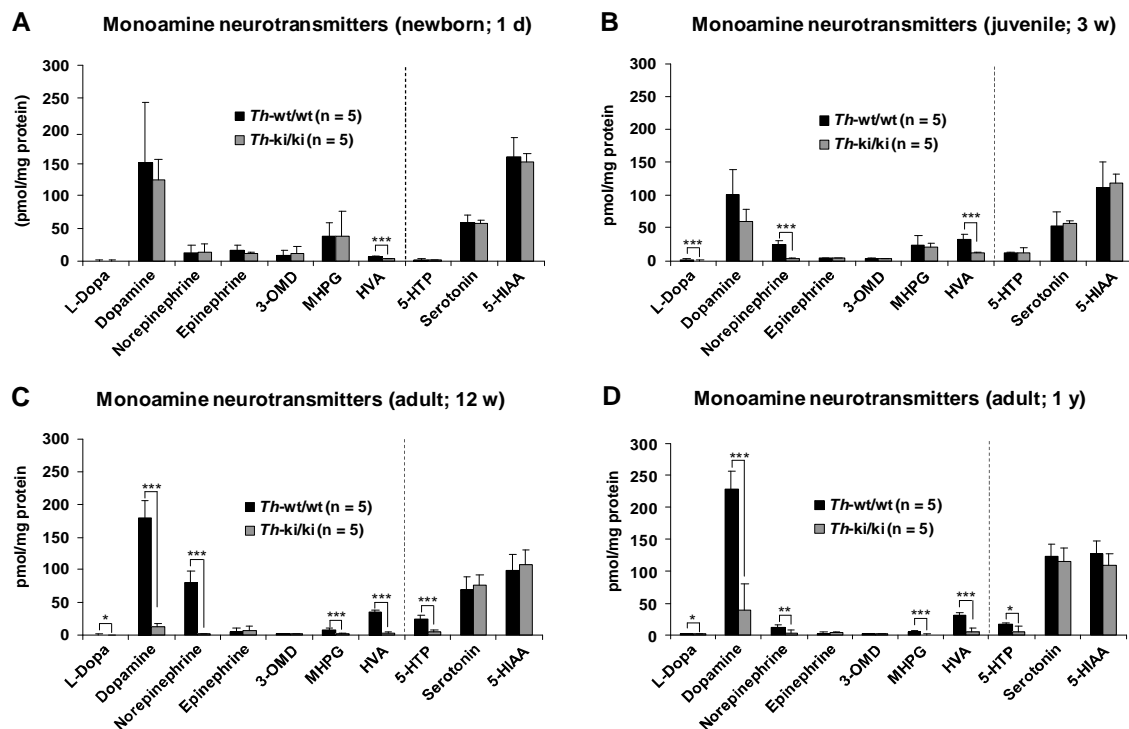 A Monoamine neurotransmitters (newborn; 1 d)
(pmol/mg protein)
300
250
200
150
100
50
0
Th-wt/wt (n = 5)
Th-ki/ki (n = 5)
***
L-Dopa
Dopamine
Norepinephrine
Epinephrine
3-OMD
MHPG
HVA
5-HTP
Serotonin
5-HIAA
B Monoamine neurotransmitters (juvenile; 3 w)
pmol/mg protein
300
250
200
150
100
50
0
Th-wt/wt (n = 5)
Th-ki/ki (n = 5)
***
***
***
L-Dopa
Dopamine
Norepinephrine
Epinephrine
3-OMD
MHPG
HVA
5-HTP
Serotonin
5-HIAA
C Monoamine neurotransmitters (adult; 12 w)
pmol/mg protein
300
250
200
150
100
50
0
Th-wt/wt (n = 5)
Th-ki/ki (n = 5)
*
***
***
***
***
***
L-Dopa
Dopamine
Norepinephrine
Epinephrine
3-OMD
MHPG
HVA
5-HTP
Serotonin
5-HIAA
D Monoamine neurotransmitters (adult; 1 y)
pmol/mg protein
300
250
200
150
100
50
0
Th-wt/wt (n = 5)
Th-ki/ki (n = 5)
*
***
**
***
***
*
L-Dopa
Dopamine
Norepinephrine
Epinephrine
3-OMD
MHPG
HVA
5-HTP
Serotonin
5-HIAA